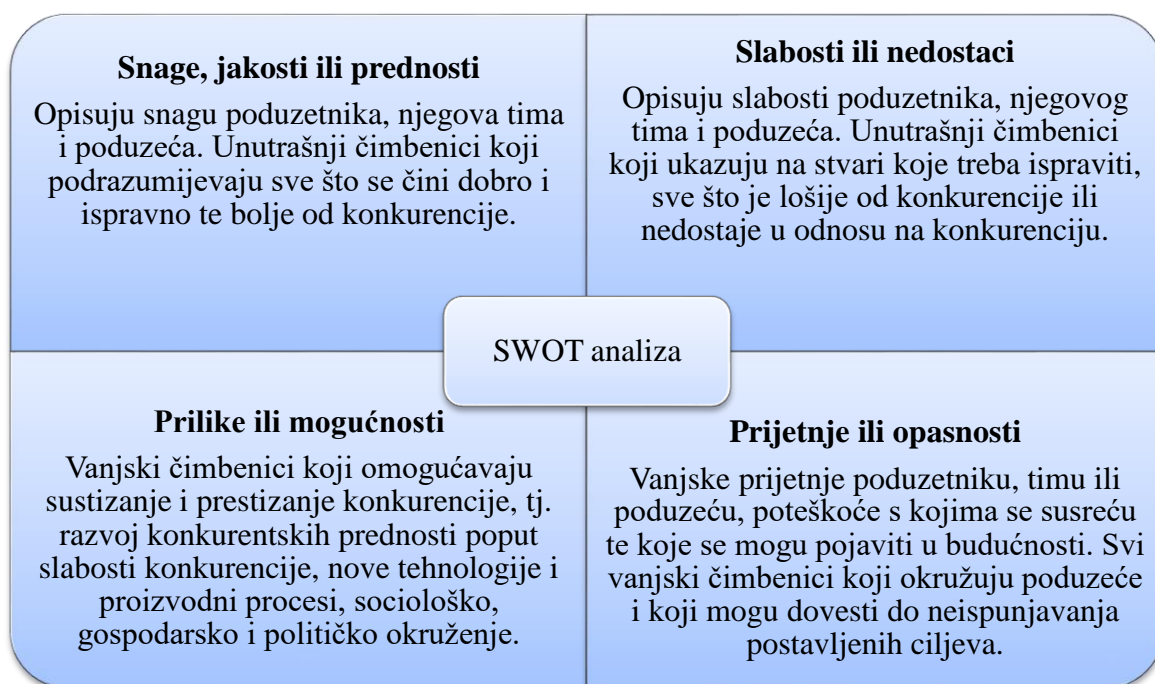 Snage, jakosti ili prednosti
Opisuju snagu poduzetnika, njegova tima
i poduzeća. Unutrašnji čimbenici koji
podrazumijevaju sve što se čini dobro i
ispravno te bolje od konkurencije.
Slabosti ili nedostaci
Opisuju slabosti poduzetnika, njegovog
tima i poduzeća. Unutrašnji čimbenici
koji ukazuju na stvari koje treba ispraviti,
sve što je lošije od konkurencije ili
nedostaje u odnosu na konkurenciju.
SWOT analiza
Prilike ili mogućnosti
Vanjski čimbenici koji omogućavaju
sustizanje i prestizanje konkurencije, tj.
razvoj konkurentskih prednosti poput
slabosti konkurencije, nove tehnologije i
proizvodni procesi, sociološko,
gospodarsko i političko okruženje.
Prijetnje ili opasnosti
Vanjske prijetnje poduzetniku, timu ili
poduzeću, poteškoće s kojima se susreću
te koje se mogu pojaviti u budućnosti. Svi
vanjski čimbenici koji okružuju poduzeće
i koji mogu dovesti do neispunjavanja
postavljenih ciljeva.